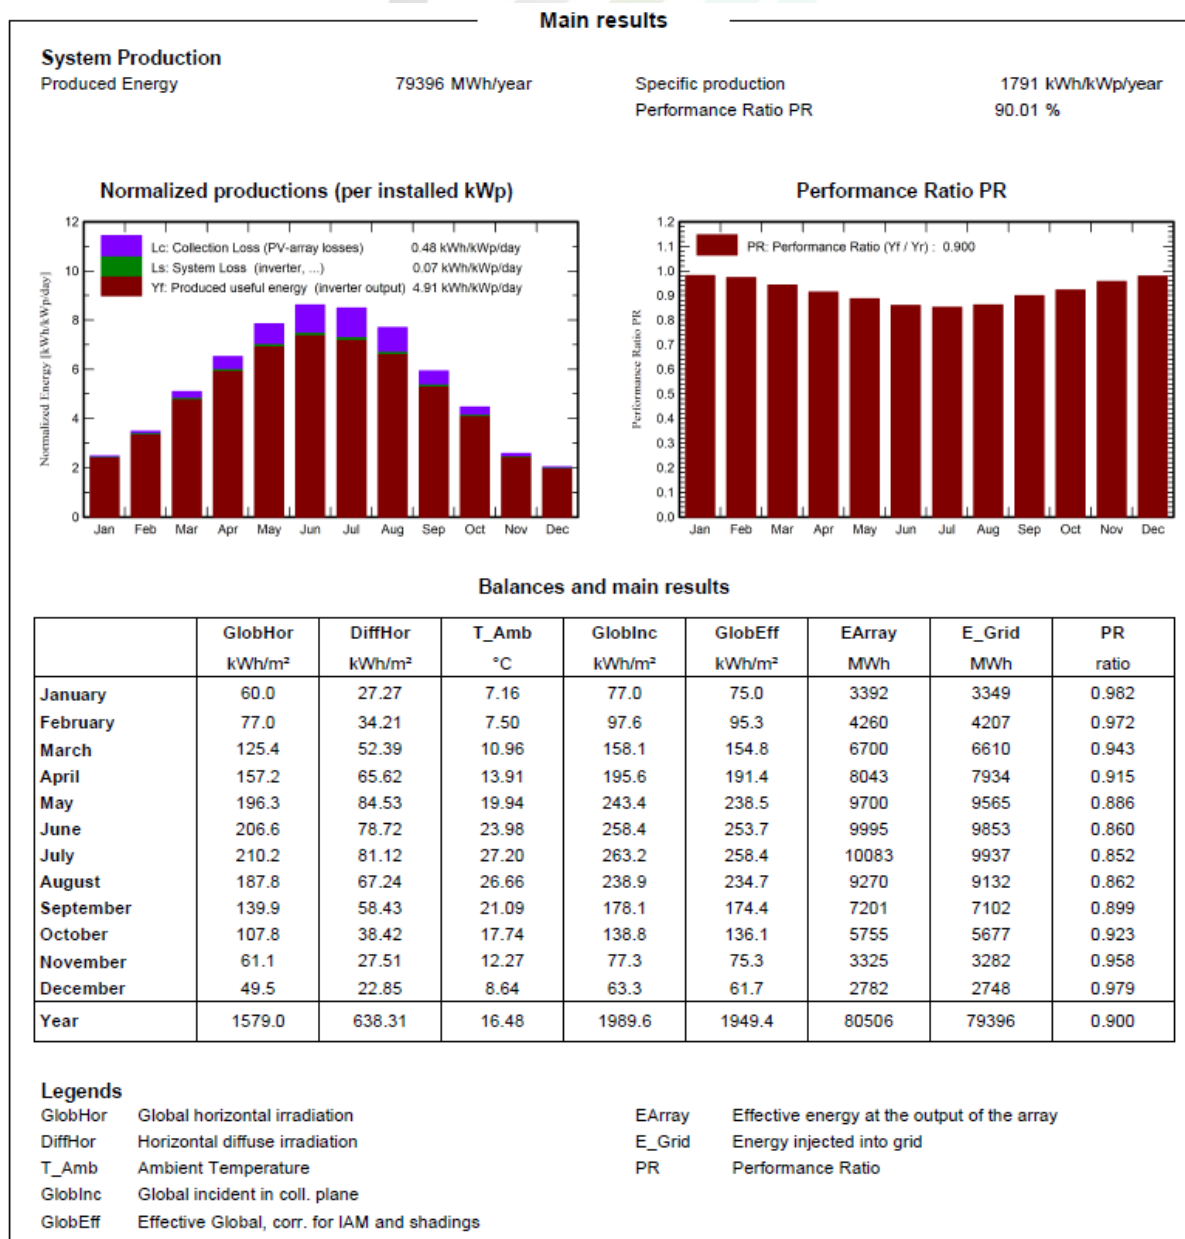 Main results
System Production
Produced Energy 79396 MWh/year Specific production 1791 kWh/kWp/year
Performance Ratio PR 90.01 %
Normalized productions (per installed kWp)
12
10
8
6
4
2
0
Normalized Energy [kWh/kWp/day]
Lc: Collection Loss (PV-array losses) 0.48 kWh/kWp/day
Ls: System Loss (inverter, ...) 0.07 kWh/kWp/day
Yf: Produced useful energy (inverter output) 4.91 kWh/kWp/day
Jan Feb Mar Apr May Jun Jul Aug Sep Oct Nov Dec
Performance Ratio PR
1.2
1.1
1.0
0.9
0.8
0.7
0.6
0.5
0.4
0.3
0.2
0.1
0.0
Performance Ratio PR
PR: Performance Ratio (Yf / Yr) : 0.900
Jan Feb Mar Apr May Jun Jul Aug Sep Oct Nov Dec
Balances and main results
GlobHor DiffHor T_Amb GlobInc GlobEff EArray E_Grid PR
kWh/m² kWh/m² °C kWh/m² kWh/m² MWh MWh ratio
January 60.0 27.27 7.16 77.0 75.0 3392 3349 0.982
February 77.0 34.21 7.50 97.6 95.3 4260 4207 0.972
March 125.4 52.39 10.96 158.1 154.8 6700 6610 0.943
April 157.2 65.62 13.91 195.6 191.4 8043 7934 0.915
May 196.3 84.53 19.94 243.4 238.5 9700 9565 0.886
June 206.6 78.72 23.98 258.4 253.7 9995 9853 0.860
July 210.2 81.12 27.20 263.2 258.4 10083 9937 0.852
August 187.8 67.24 26.66 238.9 234.7 9270 9132 0.862
September 139.9 58.43 21.09 178.1 174.4 7201 7102 0.899
October 107.8 38.42 17.74 138.8 136.1 5755 5677 0.923
November 61.1 27.51 12.27 77.3 75.3 3325 3282 0.958
December 49.5 22.85 8.64 63.3 61.7 2782 2748 0.979
Year 1579.0 638.31 16.48 1989.6 1949.4 80506 79396 0.900
Legends
GlobHor Global horizontal irradiation
DiffHor Horizontal diffuse irradiation
T_Amb Ambient Temperature
GlobInc Global incident in coll. plane
GlobEff Effective Global, corr. for IAM and shadings
EArray Effective energy at the output of the array
E_Grid Energy injected into grid
PR Performance Ratio